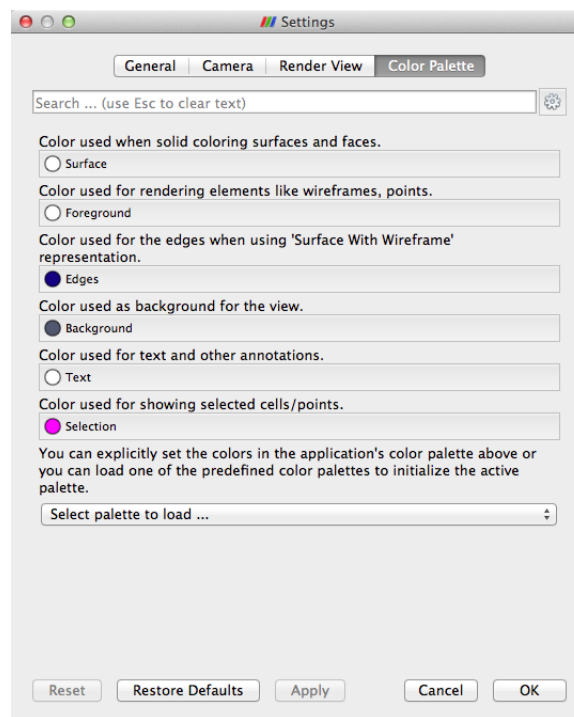 Settings
General Camera Render View Color Palette
Search ... (use Esc to clear text)
Color used when solid coloring surfaces and faces.
Surface
Color used for rendering elements like wireframes, points.
Foreground
Color used for the edges when using 'Surface With Wireframe'
representation.
Edges
Color used as background for the view.
Background
Color used for text and other annotations.
Text
Color used for showing selected cells/points.
Selection
You can explicitly set the colors in the application's color palette above or
you can load one of the predefined color palettes to initialize the active
palette.
Select palette to load ...
Reset Restore Defaults Apply Cancel OK